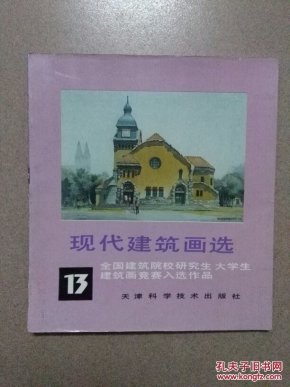 现代建筑画选
13
全国建筑院校研究生 大学生
建筑画竞赛入选作品
天津科学技术出版社
孔夫子旧书网